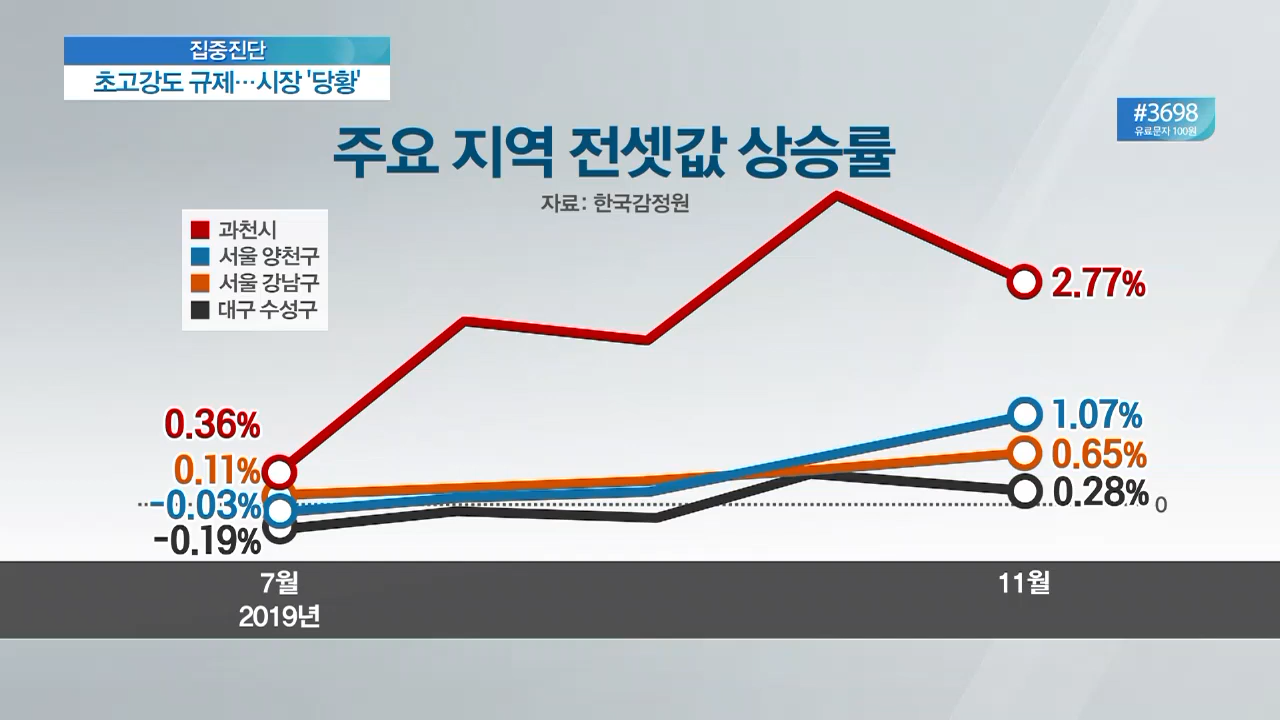 집중진단
초고강도 규제…시장 '당황'
#3698
유료문자 100원
주요 지역 전셋값 상승률
자료: 한국감정원
과천시
서울 양천구
서울 강남구
대구 수성구
2.77%
0.36%
1.07%
0.11%
0.65%
-0.03%
0.28%
0
-0.19%
7월
11월
2019년